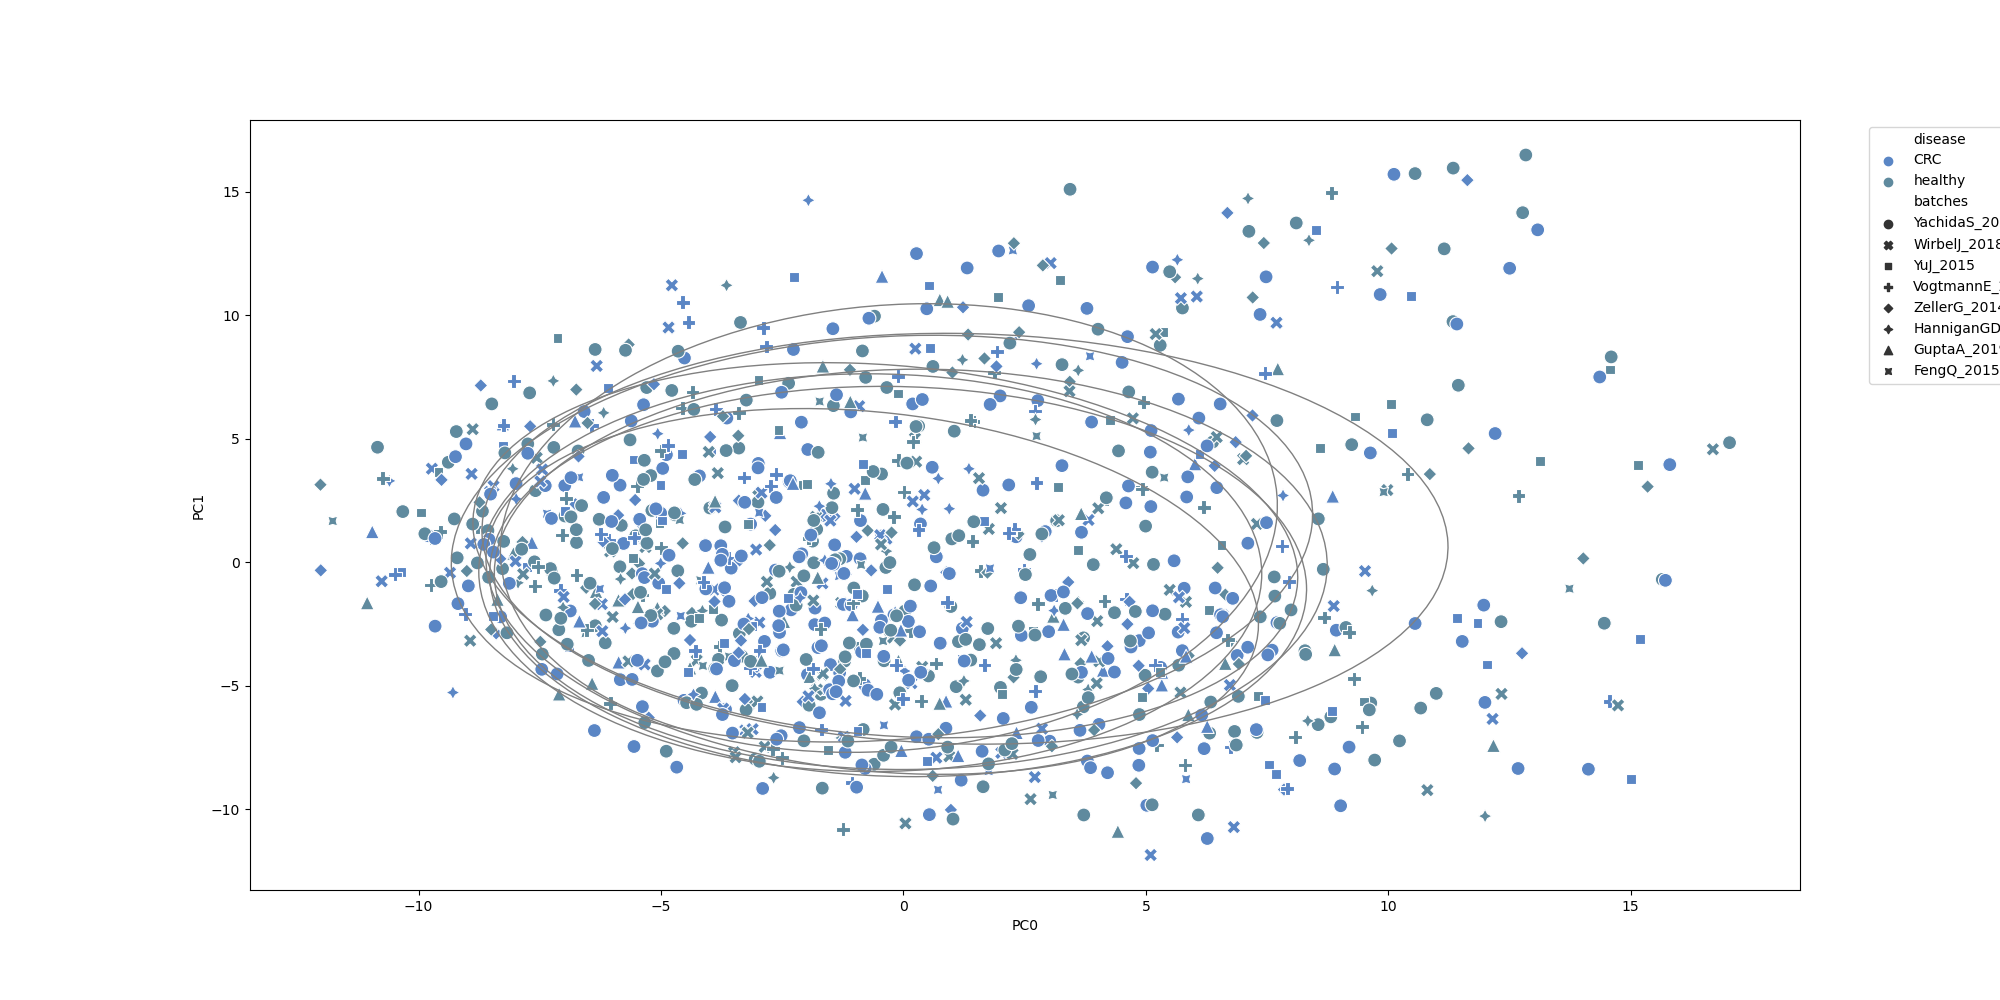 disease
CRC
healthy
batches
YachidaS_20
WirbelJ_2018
YuJ_2015
VogtmannE_
ZellerG_2014
HanniganGD
GuptaA_201
FengQ_2015
15
10
5
0
−5
−10
PC1
−10
−5
0
5
10
15
PC0